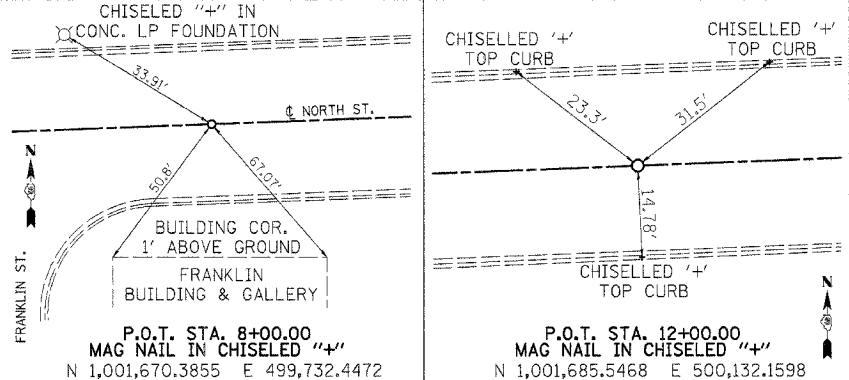 CHISELED "+" IN
CONC. LP FOUNDATION
33.91'
℄ NORTH ST.
N
50.8'
67.07'
BUILDING COR.
1' ABOVE GROUND
FRANKLIN
BUILDING & GALLERY
FRANKLIN ST.
P.O.T. STA. 8+00.00
MAG NAIL IN CHISELED "+"
N 1,001,670.3855 E 499,732.4472
CHISELLED '+'
TOP CURB
CHISELLED '+'
TOP CURB
23.3'
31.5'
14.78'
CHISELLED '+'
TOP CURB
N
P.O.T. STA. 12+00.00
MAG NAIL IN CHISELED "+"
N 1,001,685.5468 E 500,132.1598